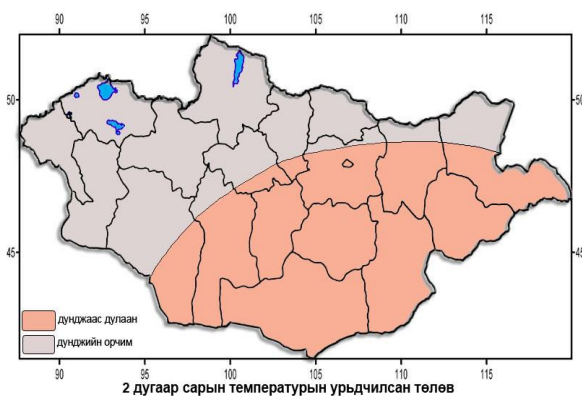 90 95 100 105 110 115
50 50
45 45
дунджаас дулаан
дунджийн орчим
90 95 100 105 110 115
2 дугаар сарын температурын урьдчилсан төлөв